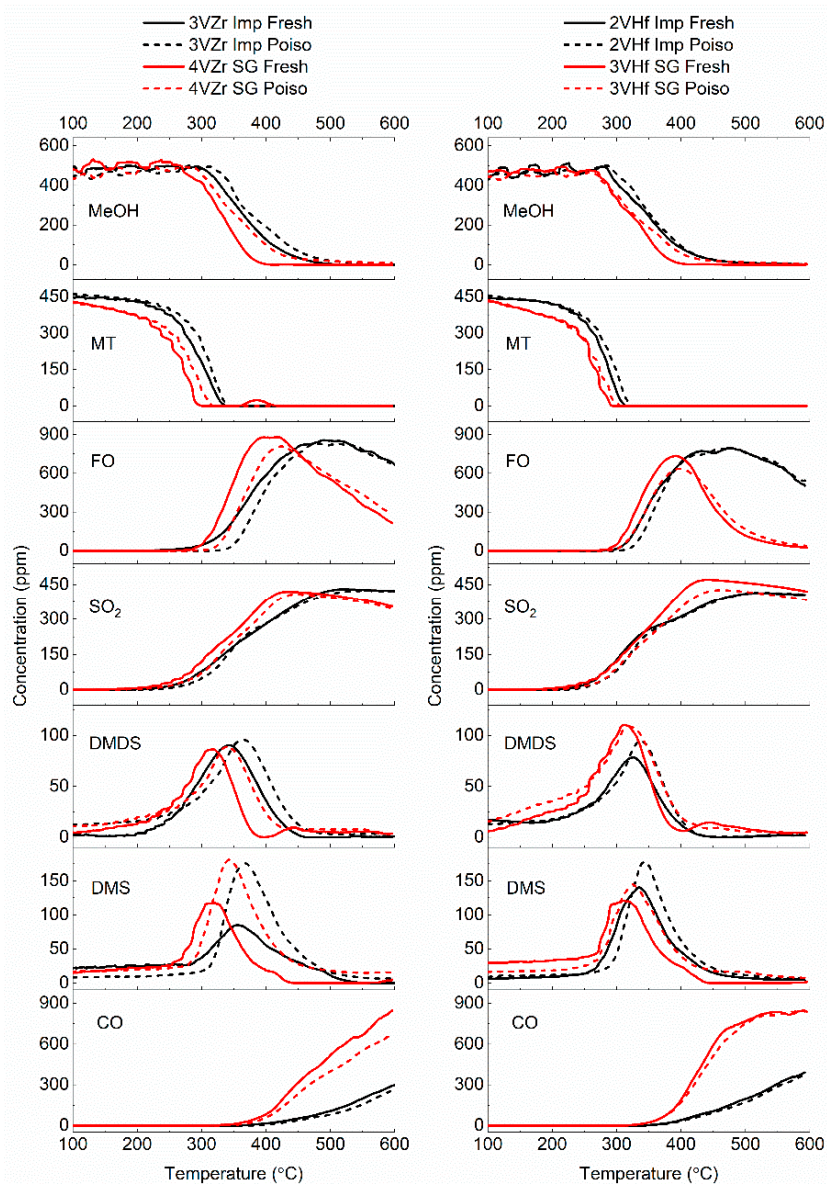 3VZr Imp Fresh
3VZr Imp Poiso
4VZr SG Fresh
4VZr SG Poiso
2VHf Imp Fresh
2VHf Imp Poiso
3VHf SG Fresh
3VHf SG Poiso
100 200 300 400 500 600
100 200 300 400 500 600
600
400
200
0
MeOH
600
400
200
0
MeOH
450
300
150
0
MT
450
300
150
0
MT
900
600
300
0
FO
900
600
300
0
FO
450
300
150
0
SO2
450
300
150
0
SO2
100
50
0
DMDS
100
50
0
DMDS
150
100
50
0
DMS
150
100
50
0
DMS
900
600
300
0
CO
900
600
300
0
CO
Concentration (ppm)
Concentration (ppm)
100 200 300 400 500 600
100 200 300 400 500 600
Temperature (°C)
Temperature (°C)